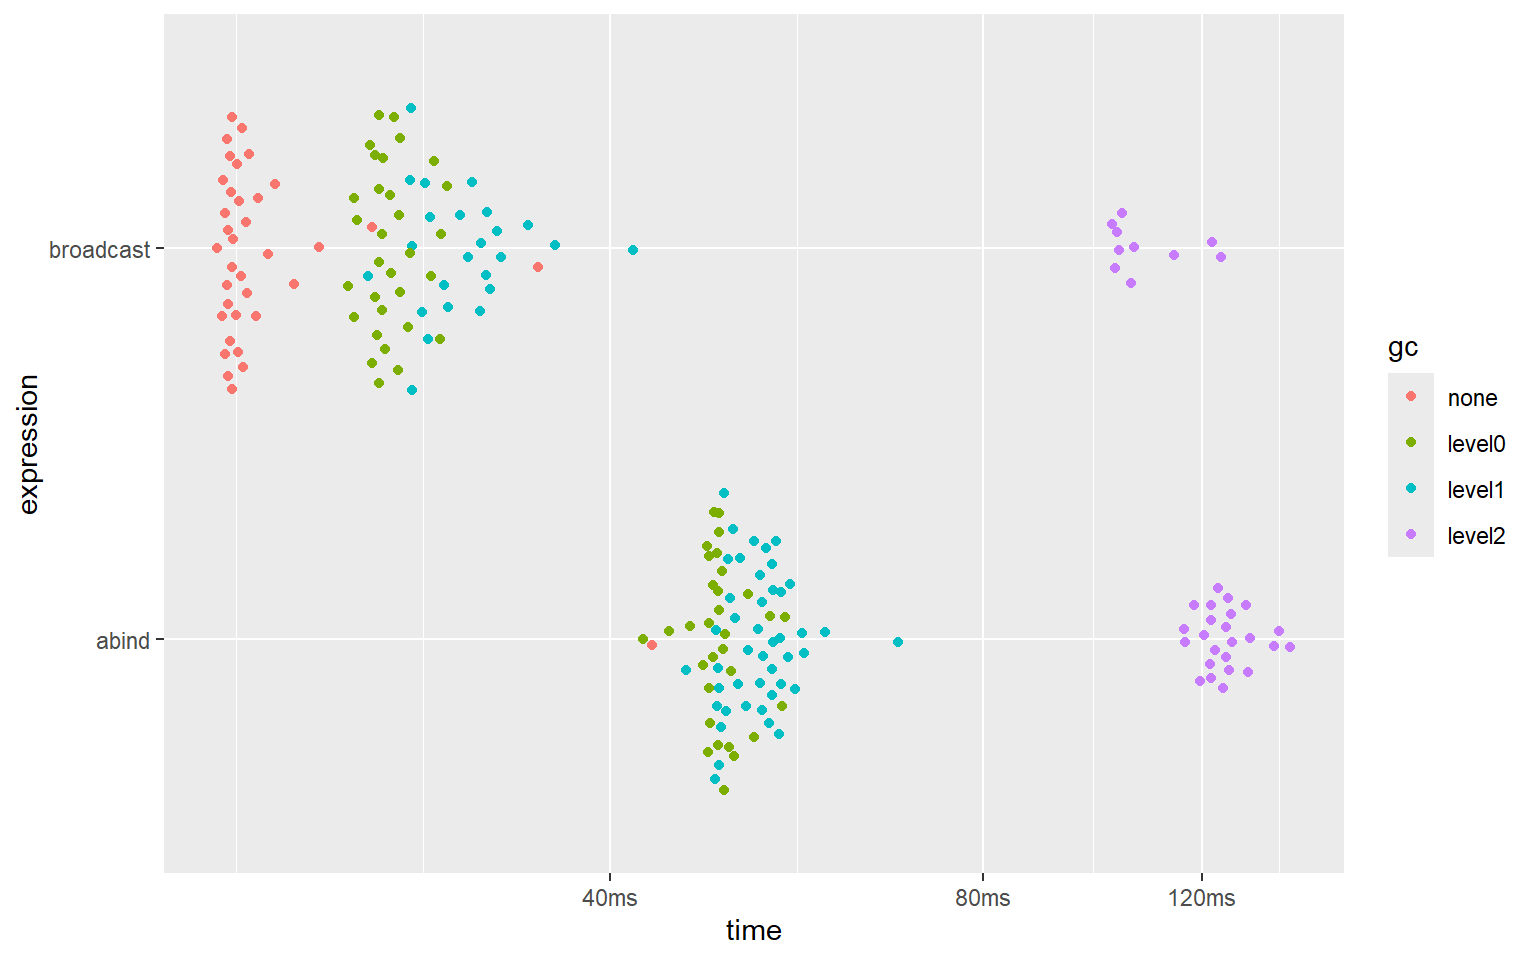 broadcast
abind
expression
40ms
80ms
120ms
time
gc
none
level0
level1
level2